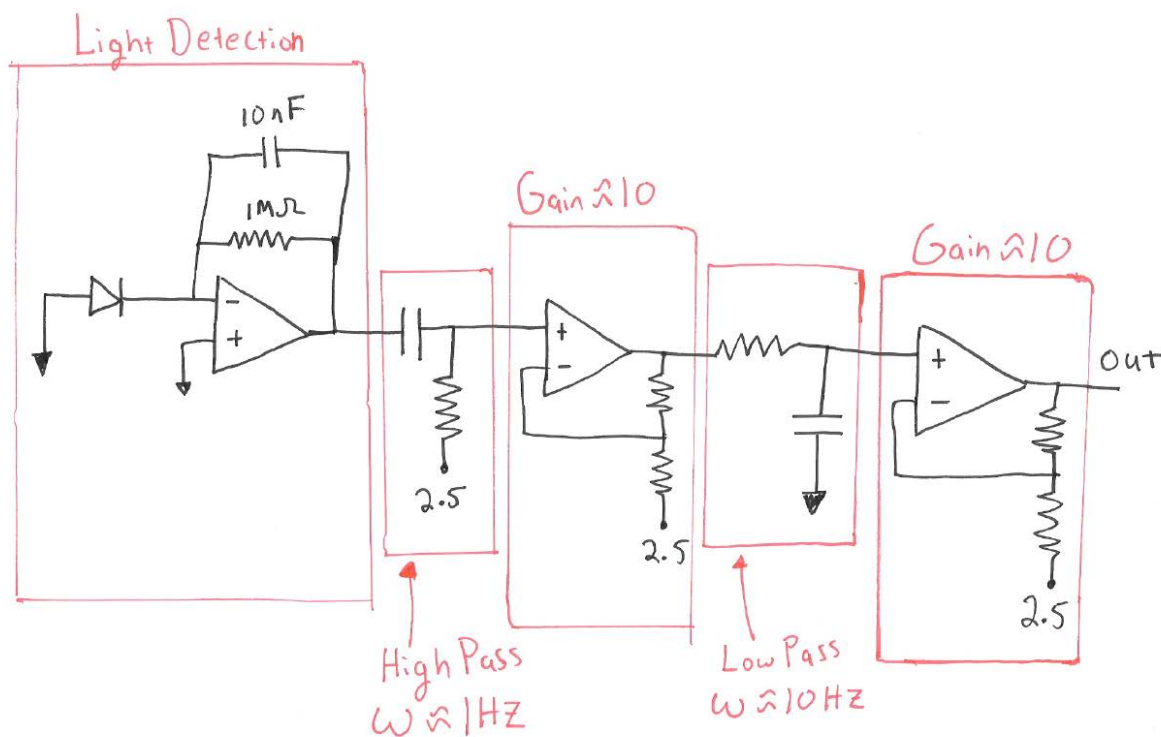 Light Detection
10nF
1MΩ
-
+
High Pass
ω ≈ 1HZ
2.5
Gain ≈ 10
+
-
2.5
Low Pass
ω ≈ 10HZ
Gain ≈ 10
+
-
OUT
2.5